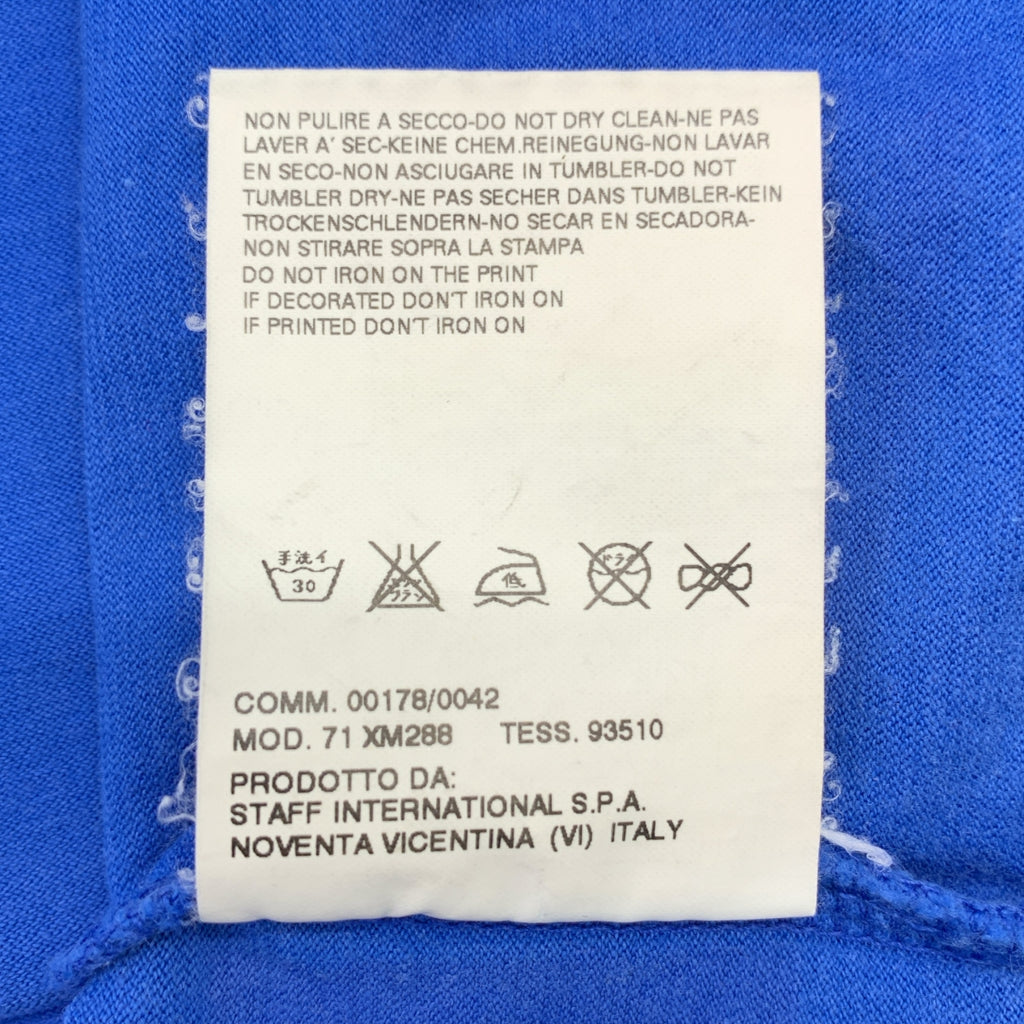 NON PULIRE A SECCO-DO NOT DRY CLEAN-NE PAS
LAVER A' SEC-KEINE CHEM.REINEGUNG-NON LAVAR
EN SECO-NON ASCIUGARE IN TUMBLER-DO NOT
TUMBLER DRY-NE PAS SECHER DANS TUMBLER-KEIN
TROCKENSCHLENDERN-NO SECAR EN SECADORA-
NON STIRARE SOPRA LA STAMPA
DO NOT IRON ON THE PRINT
IF DECORATED DON'T IRON ON
IF PRINTED DON'T IRON ON
手洗イ
30
低
COMM. 00178/0042
MOD. 71 XM288 TESS. 93510
PRODOTTO DA:
STAFF INTERNATIONAL S.P.A.
NOVENTA VICENTINA (VI) ITALY